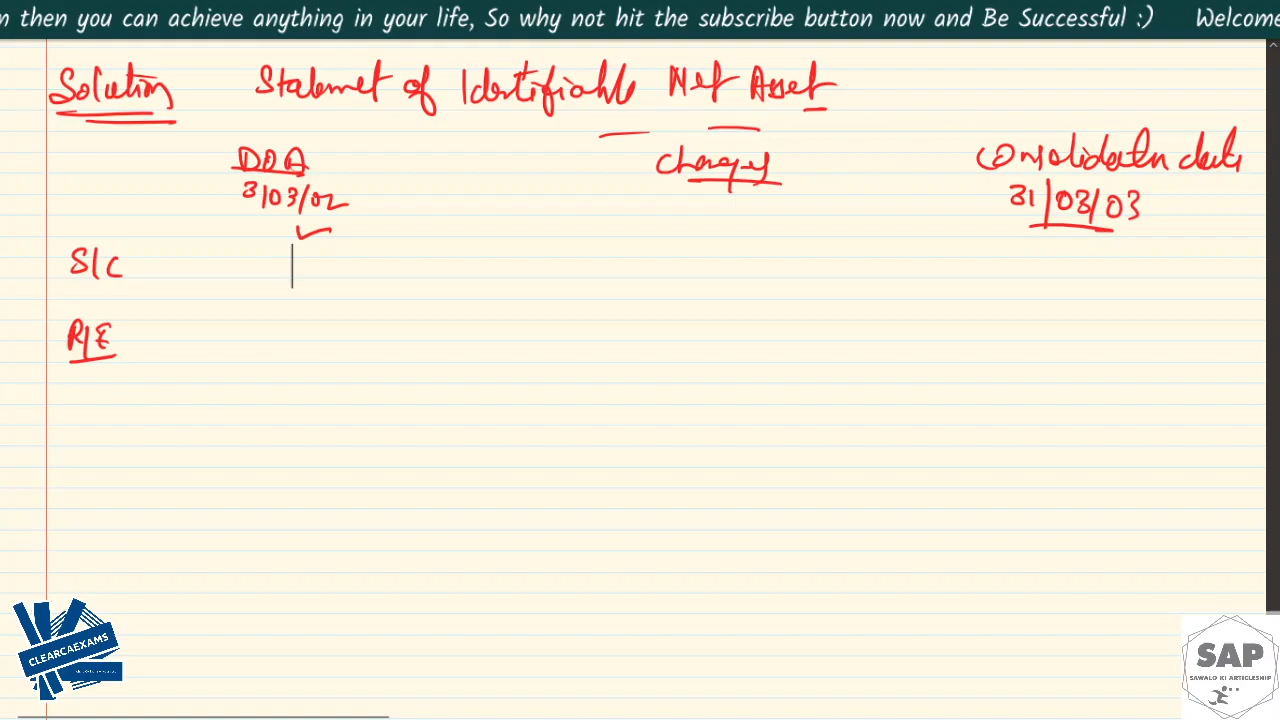 n then you can achieve anything in your life, So why not hit the subscribe button now and Be Successful :) Welcome
Solution Statemet of Identifiable Net Asset
DOA Changes Consolidatn date
3/03/02 31/03/03
S/C
R/E
CLEARCAEXAMS
SAP
SAWALO KI ARTICLESHIP